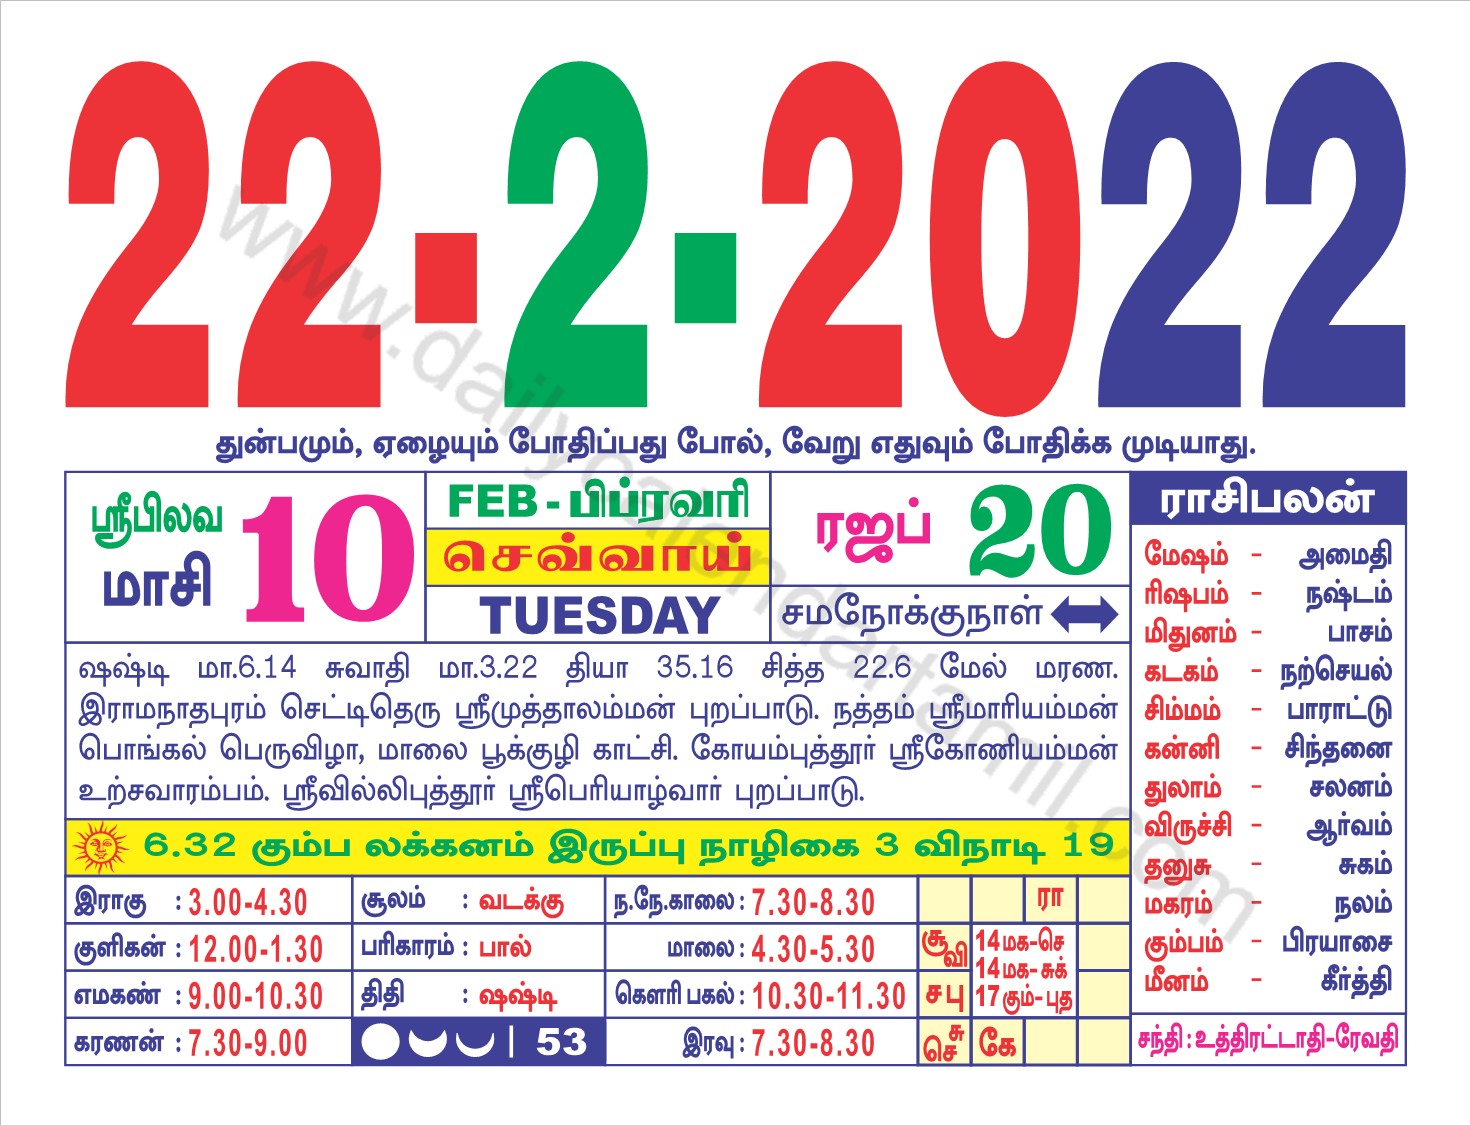 22-2-2022
துன்பமும், ஏழையும் போதிப்பது போல், வேறு எதுவும் போதிக்க முடியாது.
ஸ்ரீபிலவ
மாசி 10
FEB - பிப்ரவரி
செவ்வாய்
TUESDAY
ரஜப் 20
சமநோக்குநாள்
ஷஷ்டி மா.6.14 சுவாதி மா.3.22 தியா 35.16 சித்த 22.6 மேல் மரண.
இராமநாதபுரம் செட்டிதெரு ஸ்ரீமுத்தாலம்மன் புறப்பாடு. நத்தம் ஸ்ரீமாரியம்மன்
பொங்கல் பெருவிழா, மாலை பூக்குழி காட்சி. கோயம்புத்தூர் ஸ்ரீகோணியம்மன்
உற்சவாரம்பம். ஸ்ரீவில்லிபுத்தூர் ஸ்ரீபெரியாழ்வார் புறப்பாடு.
6.32 கும்ப லக்கனம் இருப்பு நாழிகை 3 விநாடி 19
இராகு : 3.00-4.30
குளிகன் : 12.00-1.30
எமகண் : 9.00-10.30
கரணன் : 7.30-9.00
சூலம் : வடக்கு
பரிகாரம் : பால்
திதி : ஷஷ்டி
53
ந.நே.காலை : 7.30-8.30
மாலை : 4.30-5.30
கௌரி பகல் : 10.30-11.30
இரவு : 7.30-8.30
ரா
சூ
வி
சபு
சு
செ
கே
14 மக-செ
14 மக-சுக்
17 கும்-புத
ராசிபலன்
மேஷம் - அமைதி
ரிஷபம் - நஷ்டம்
மிதுனம் - பாசம்
கடகம் - நற்செயல்
சிம்மம் - பாராட்டு
கன்னி - சிந்தனை
துலாம் - சலனம்
விருச்சி - ஆர்வம்
தனுசு - சுகம்
மகரம் - நலம்
கும்பம் - பிரயாசை
மீனம் - கீர்த்தி
சந்தி : உத்திரட்டாதி-ரேவதி
www.dailycalendartamil.com